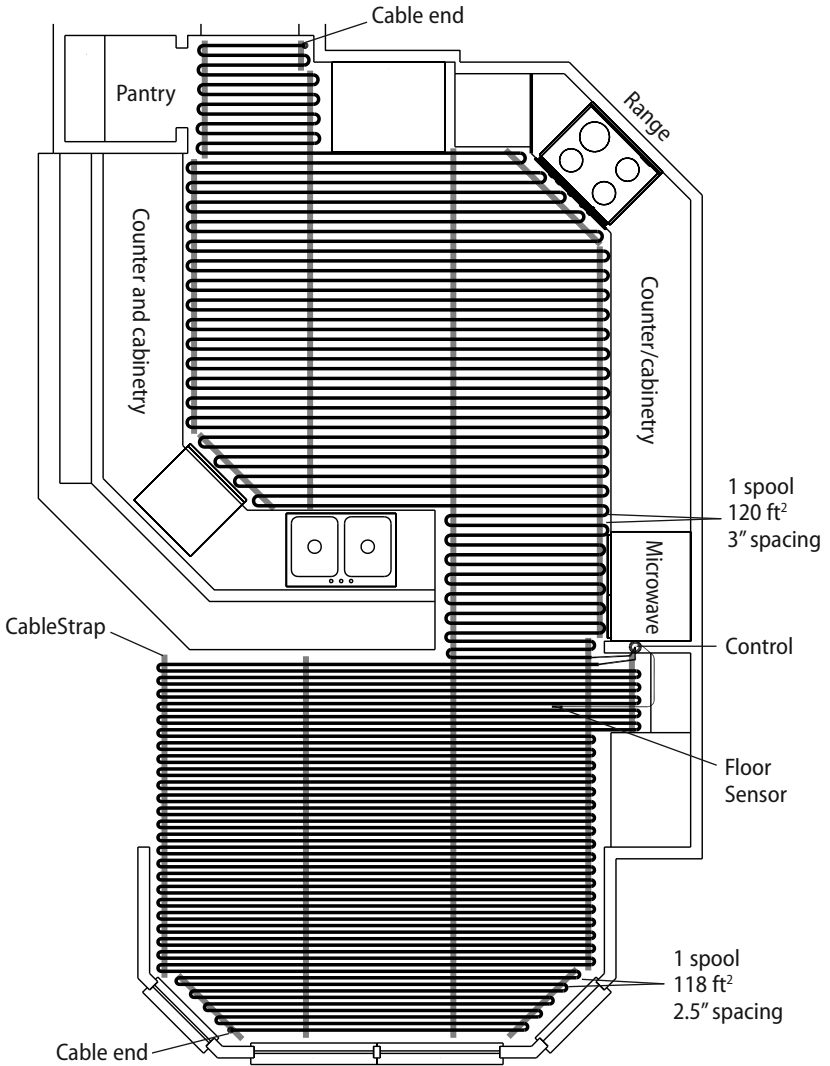 Cable end
Pantry
Range
Counter and cabinetry
Counter/cabinetry
1 spool
120 ft²
3” spacing
Microwave
CableStrap
Control
Floor
Sensor
1 spool
118 ft²
2.5” spacing
Cable end